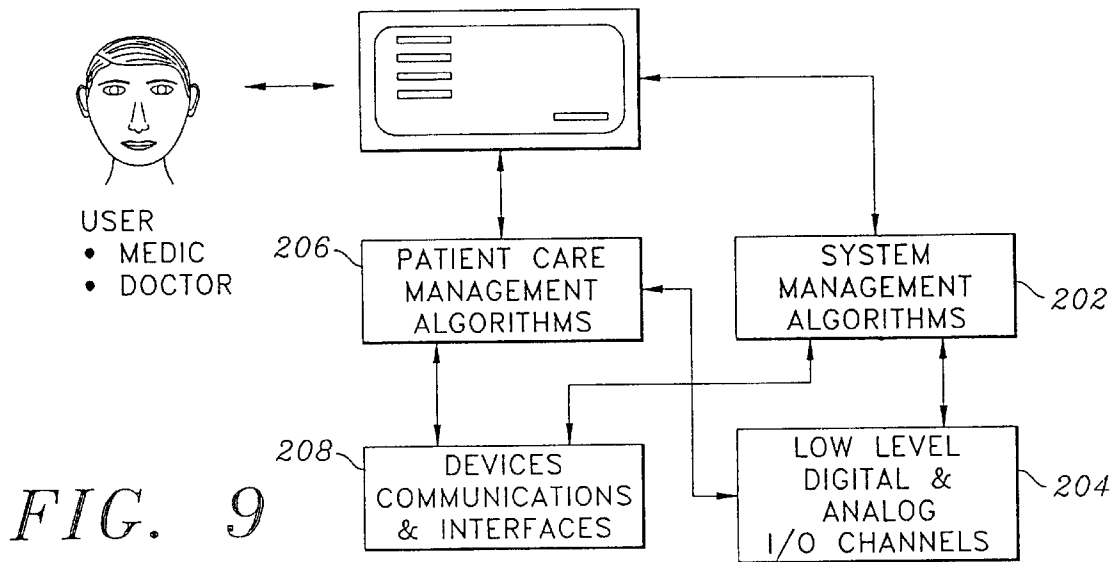 USER
• MEDIC
• DOCTOR
206
PATIENT CARE
MANAGEMENT
ALGORITHMS
SYSTEM
MANAGEMENT
ALGORITHMS
202
208
DEVICES
COMMUNICATIONS
& INTERFACES
LOW LEVEL
DIGITAL &
ANALOG
I/O CHANNELS
204
FIG. 9